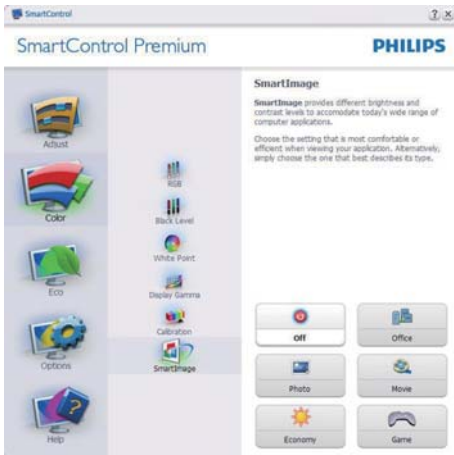 SmartControl
SmartControl Premium
PHILIPS
Adjust
Color
Eco
Options
Help
RGB
Black Level
White Point
Display Gamma
Calibration
SmartImage
SmartImage
SmartImage provides different brightness and
contrast levels to accomodate today's wide range of
computer applications.
Choose the setting that is most comfortable or
efficient when viewing your application. Alternatively,
simply choose the one that best describes its type.
Off
Office
Photo
Movie
Economy
Game